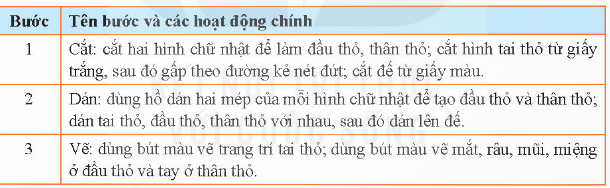 Bước Tên bước và các hoạt động chính
1 Cắt: cắt hai hình chữ nhật để làm đầu thỏ, thân thỏ; cắt hình tai thỏ từ giấy
trắng, sau đó gấp theo đường kẻ nét đứt; cắt đế từ giấy màu.
2 Dán: dùng hồ dán hai mép của mỗi hình chữ nhật để tạo đầu thỏ và thân thỏ;
dán tai thỏ, đầu thỏ, thân thỏ với nhau, sau đó dán lên đế.
3 Vẽ: dùng bút màu vẽ trang trí tai thỏ; dùng bút màu vẽ mắt, râu, mũi, miệng
ở đầu thỏ và tay ở thân thỏ.